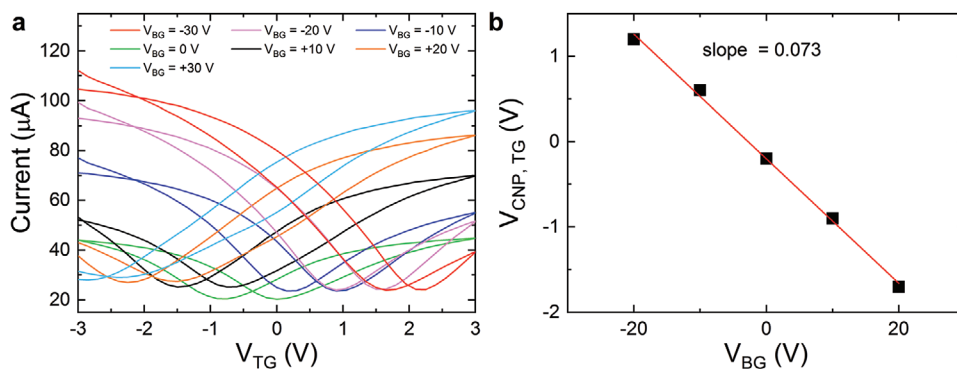 a
V_BG = -30 V V_BG = -20 V V_BG = -10 V
V_BG = 0 V V_BG = +10 V V_BG = +20 V
V_BG = +30 V
120
100
80
60
40
20
Current (μA)
-3 -2 -1 0 1 2 3
V_TG (V)
b
slope = 0.073
1
0
-1
-2
V_CNP, TG (V)
-20 0 20
V_BG (V)